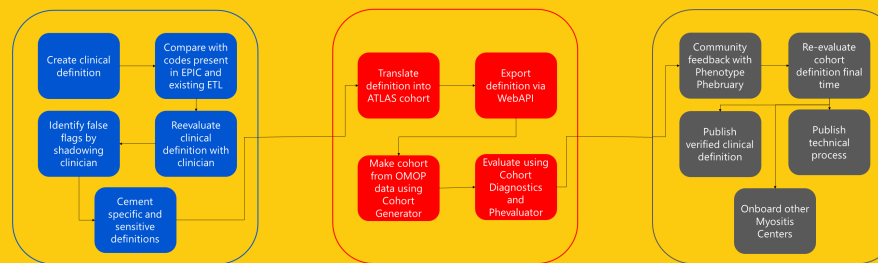 Create clinical
definition
Compare with
codes present
in EPIC and
existing ETL
Identify false
flags by
shadowing
clinician
Reevaluate
clinical
definition with
clinician
Cement
specific and
sensitive
definitions
Translate
definition into
ATLAS cohort
Export
definition via
WebAPI
Make cohort
from OMOP
data using
Cohort
Generator
Evaluate using
Cohort
Diagnostics
and
Phevaluator
Community
feedback with
Phenotype
Phebruary
Re-evaluate
cohort
definition final
time
Publish
verified clinical
definition
Publish
technical
process
Onboard other
Myositis
Centers